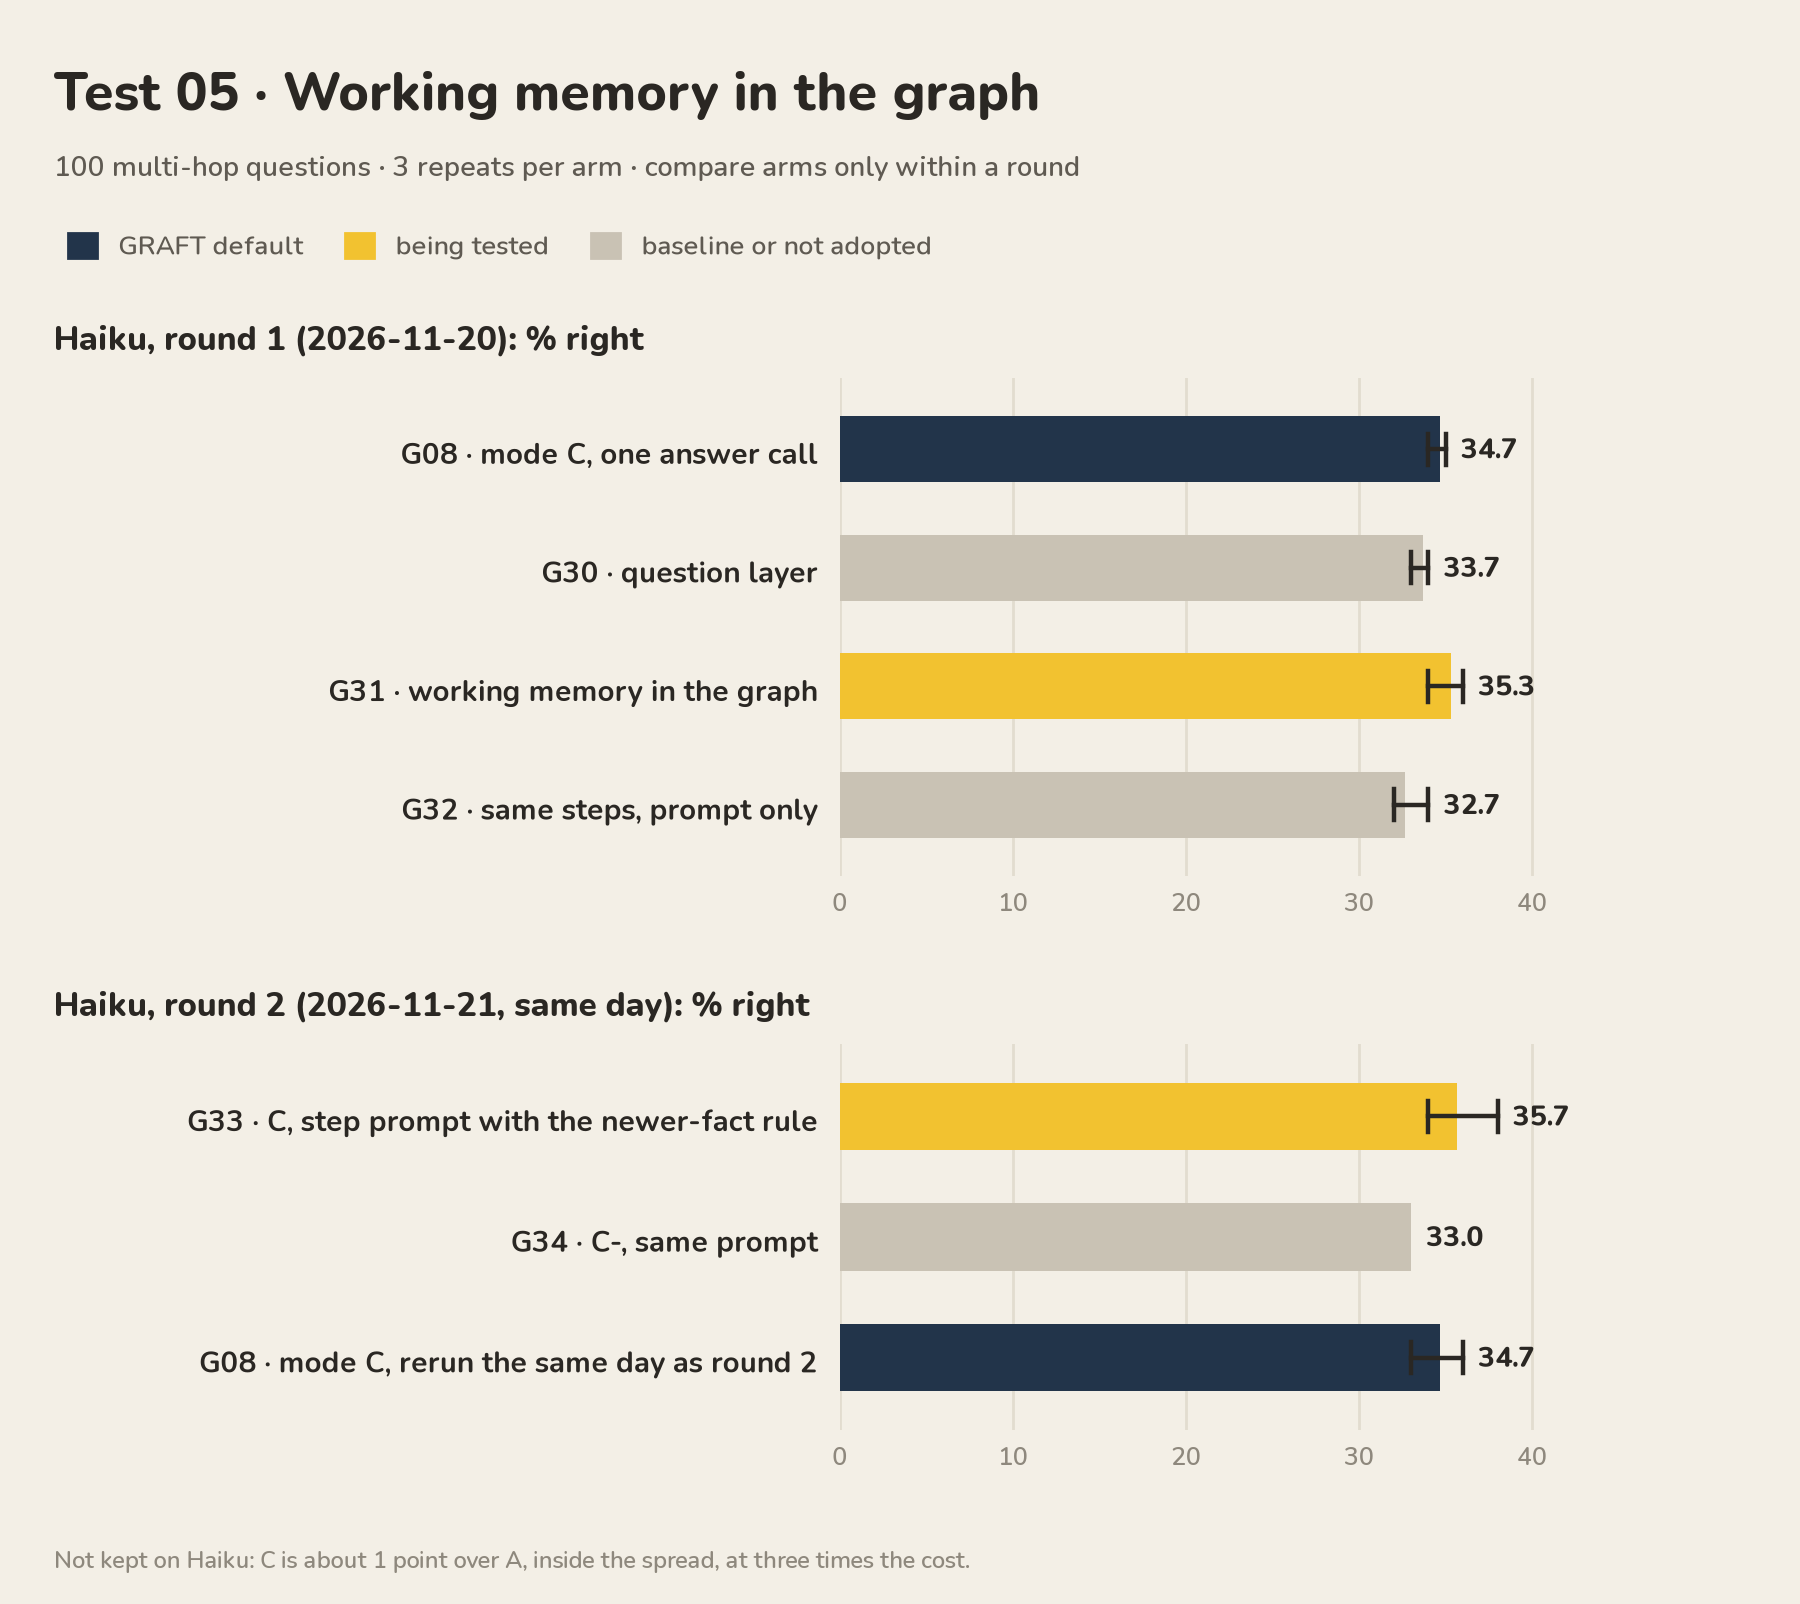 Test 05 · Working memory in the graph
100 multi-hop questions · 3 repeats per arm · compare arms only within a round
GRAFT default
being tested
baseline or not adopted
Haiku, round 1 (2026-11-20): % right
G08 · mode C, one answer call
34.7
G30 · question layer
33.7
G31 · working memory in the graph
35.3
G32 · same steps, prompt only
32.7
0 10 20 30 40
Haiku, round 2 (2026-11-21, same day): % right
G33 · C, step prompt with the newer-fact rule
35.7
G34 · C-, same prompt
33.0
G08 · mode C, rerun the same day as round 2
34.7
0 10 20 30 40
Not kept on Haiku: C is about 1 point over A, inside the spread, at three times the cost.